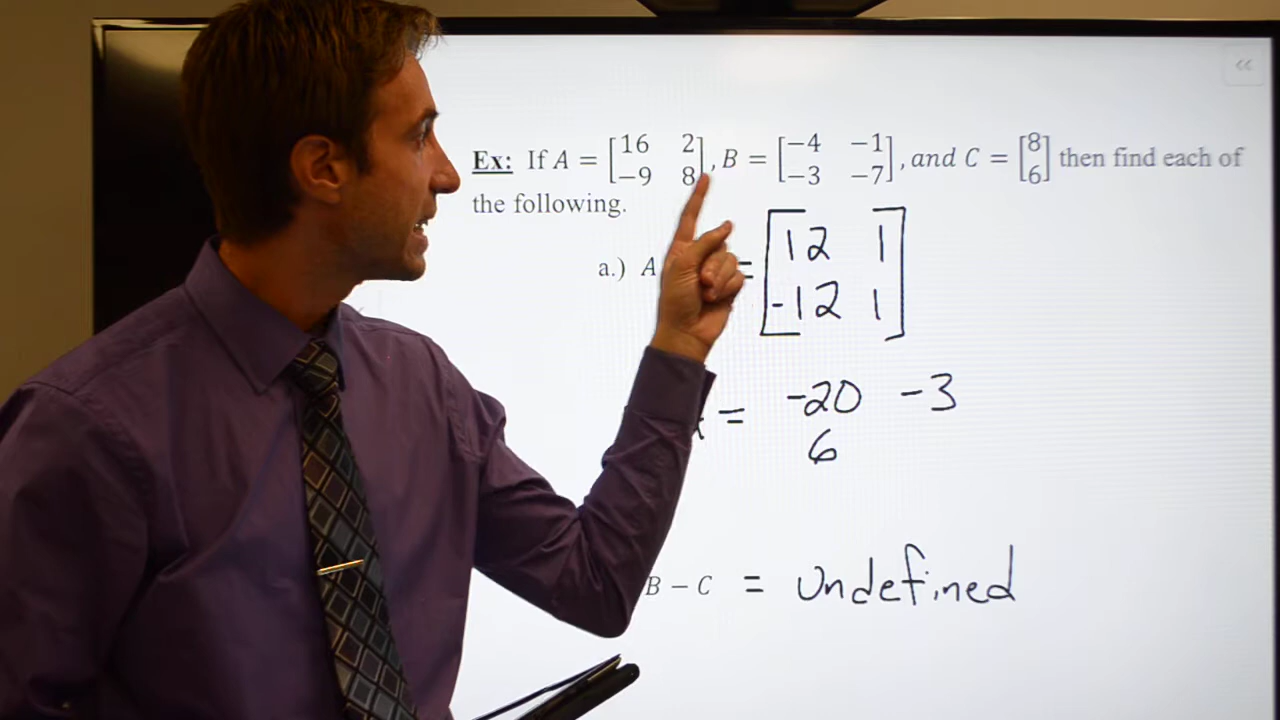 «
Ex: If A = [16 2
−9 8], B = [−4 −1
−3 −7], and C = [8
6] then find each of
the following.
a.) A = [12 1
-12 1]
= -20 -3
6
B − C = undefined